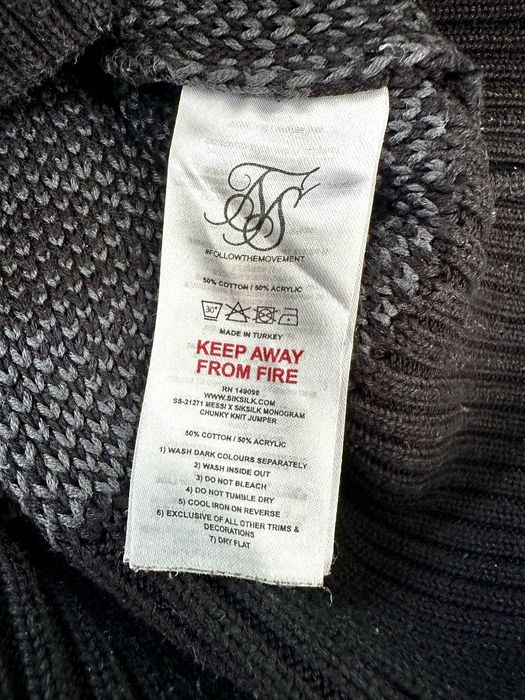 #FOLLOWTHEMOVEMENT
50% COTTON / 50% ACRYLIC
30°
MADE IN TURKEY
KEEP AWAY
FROM FIRE
RN 149098
WWW.SIKSILK.COM
SS-21271 MESSI X SIKSILK MONOGRAM
CHUNKY KNIT JUMPER
50% COTTON / 50% ACRYLIC
1) WASH DARK COLOURS SEPARATELY
2) WASH INSIDE OUT
3) DO NOT BLEACH
4) DO NOT TUMBLE DRY
5) COOL IRON ON REVERSE
6) EXCLUSIVE OF ALL OTHER TRIMS &
DECORATIONS
7) DRY FLAT